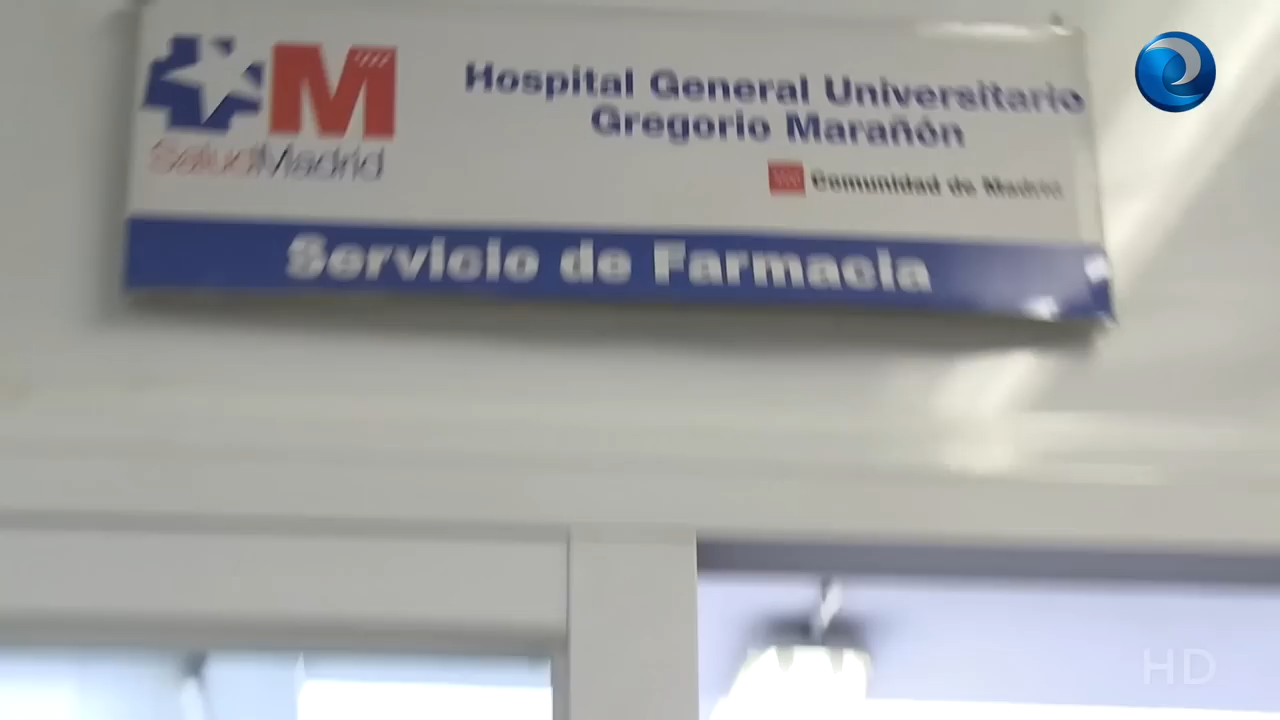 Hospital General Universitario
Gregorio Marañón
M
SaludMadrid
Comunidad de Madrid
Servicio de Farmacia
HD